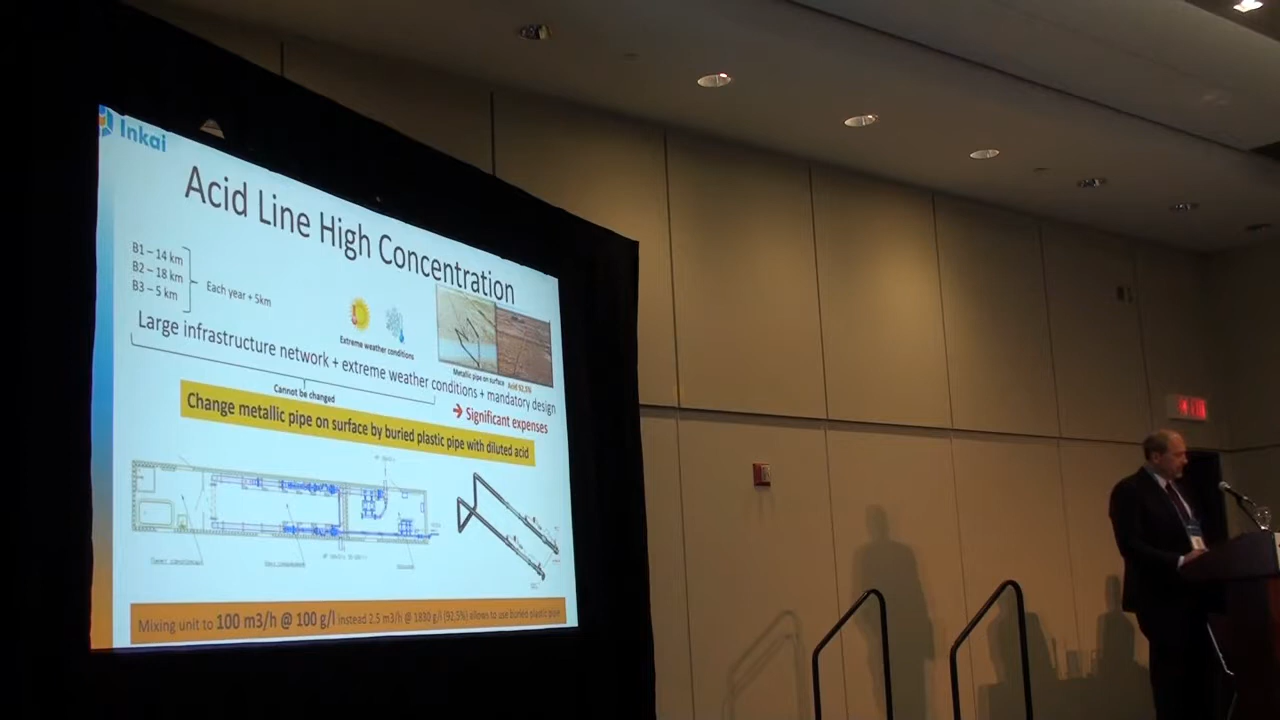 Inkai
Acid Line High Concentration
B1 – 14 km
B2 – 18 km
B3 – 5 km
Each year + 5km
Extreme weather conditions
Metallic pipe on surface
Acid 92,5%
Large infrastructure network + extreme weather conditions + mandatory design
Cannot be changed
➔ Significant expenses
Change metallic pipe on surface by buried plastic pipe with diluted acid
Mixing unit to 100 m3/h @ 100 g/l instead 2.5 m3/h @ 1830 g/l (92,5%) allows to use buried plastic pipe